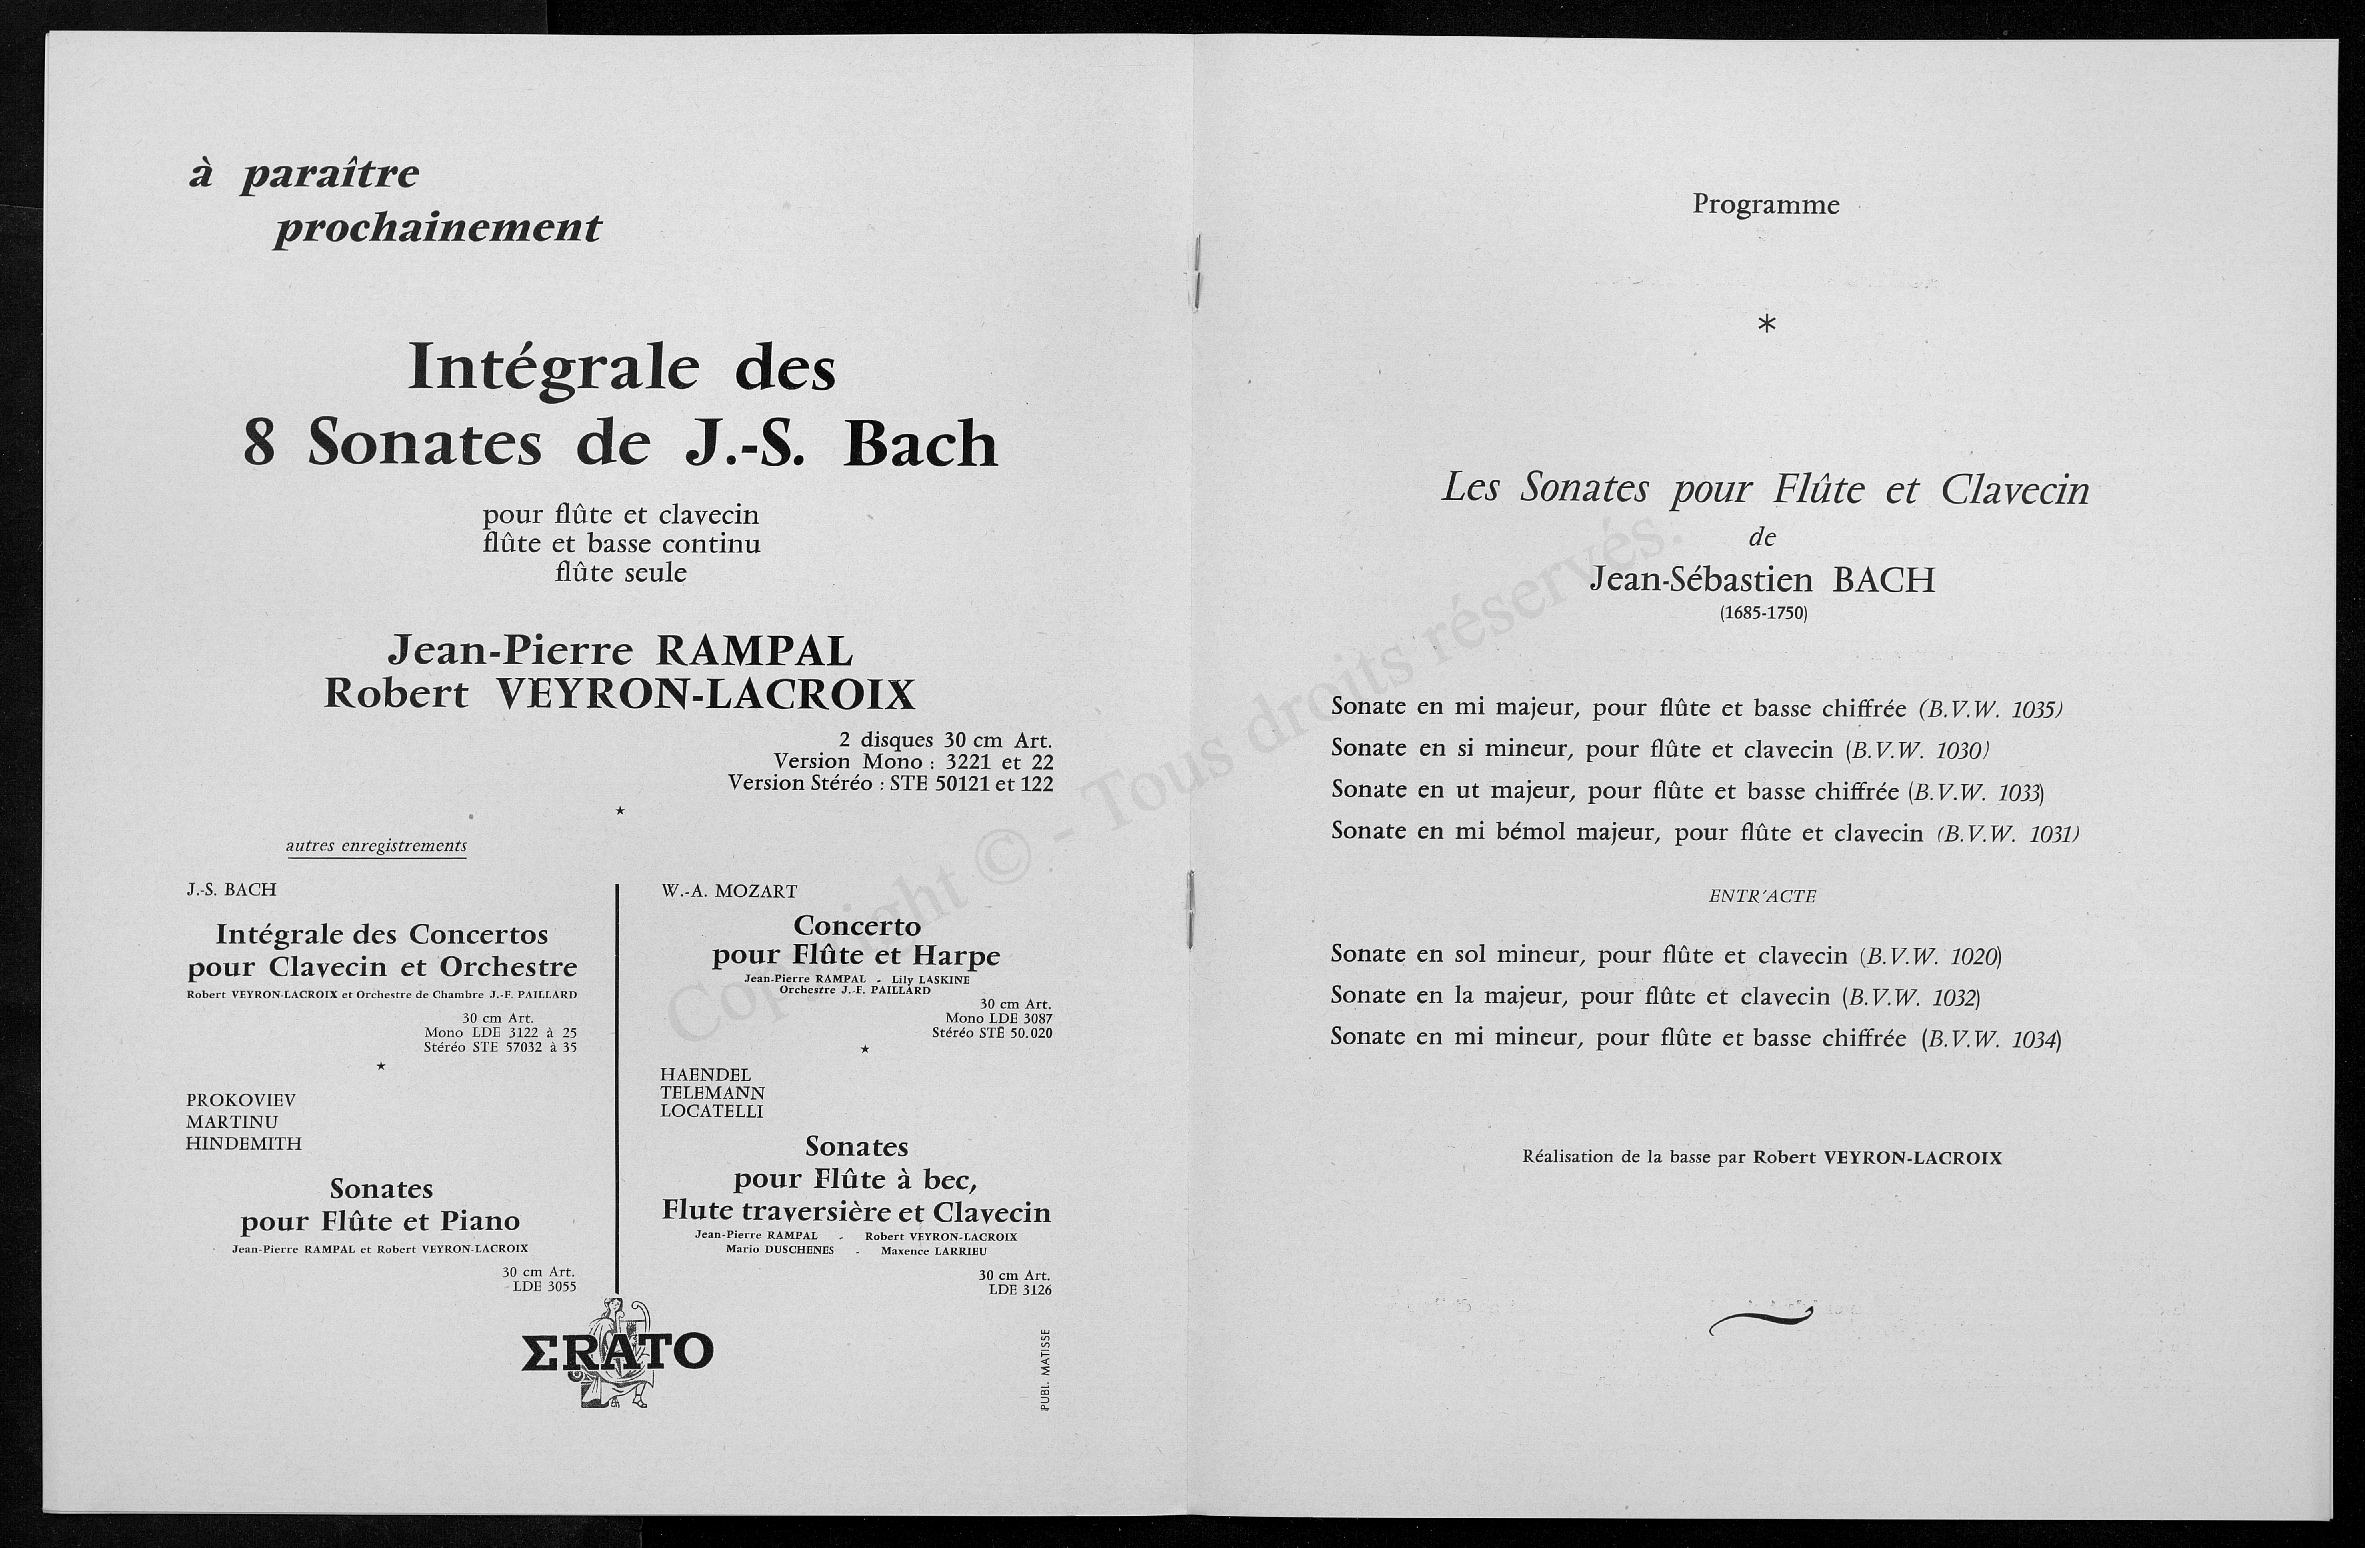 à paraître
prochainement
Intégrale des
8 Sonates de J.-S. Bach
pour flûte et clavecin
flûte et basse continu
flûte seule
Jean-Pierre RAMPAL
Robert VEYRON-LACROIX
2 disques 30 cm Art.
Version Mono : 3221 et 22
Version Stéréo : STE 50121 et 122
autres enregistrements
J.-S. BACH
Intégrale des Concertos
pour Clavecin et Orchestre
Robert VEYRON-LACROIX et Orchestre de Chambre J.-F. PAILLARD
30 cm Art.
Mono LDE 3122 à 25
Stéréo STE 57032 à 35
PROKOVIEV
MARTINU
HINDEMITH
Sonates
pour Flûte et Piano
Jean-Pierre RAMPAL et Robert VEYRON-LACROIX
30 cm Art.
LDE 3055
W.-A. MOZART
Concerto
pour Flûte et Harpe
Jean-Pierre RAMPAL - Lily LASKINE
Orchestre J.-F. PAILLARD
30 cm Art.
Mono LDE 3087
Stéréo STE 50.020
HAENDEL
TELEMANN
LOCATELLI
Sonates
pour Flûte à bec,
Flute traversière et Clavecin
Jean-Pierre RAMPAL - Robert VEYRON-LACROIX
Mario DUSCHENES - Maxence LARRIEU
30 cm Art.
LDE 3126
ΣRATO
PUBL. MATISSE
Programme
*
Les Sonates pour Flûte et Clavecin
de
Jean-Sébastien BACH
(1685-1750)
Sonate en mi majeur, pour flûte et basse chiffrée (B.V.W. 1035)
Sonate en si mineur, pour flûte et clavecin (B.V.W. 1030)
Sonate en ut majeur, pour flûte et basse chiffrée (B.V.W. 1033)
Sonate en mi bémol majeur, pour flûte et clavecin (B.V.W. 1031)
ENTR'ACTE
Sonate en sol mineur, pour flûte et clavecin (B.V.W. 1020)
Sonate en la majeur, pour flûte et clavecin (B.V.W. 1032)
Sonate en mi mineur, pour flûte et basse chiffrée (B.V.W. 1034)
Réalisation de la basse par Robert VEYRON-LACROIX
Copyright © - Tous droits réservés.